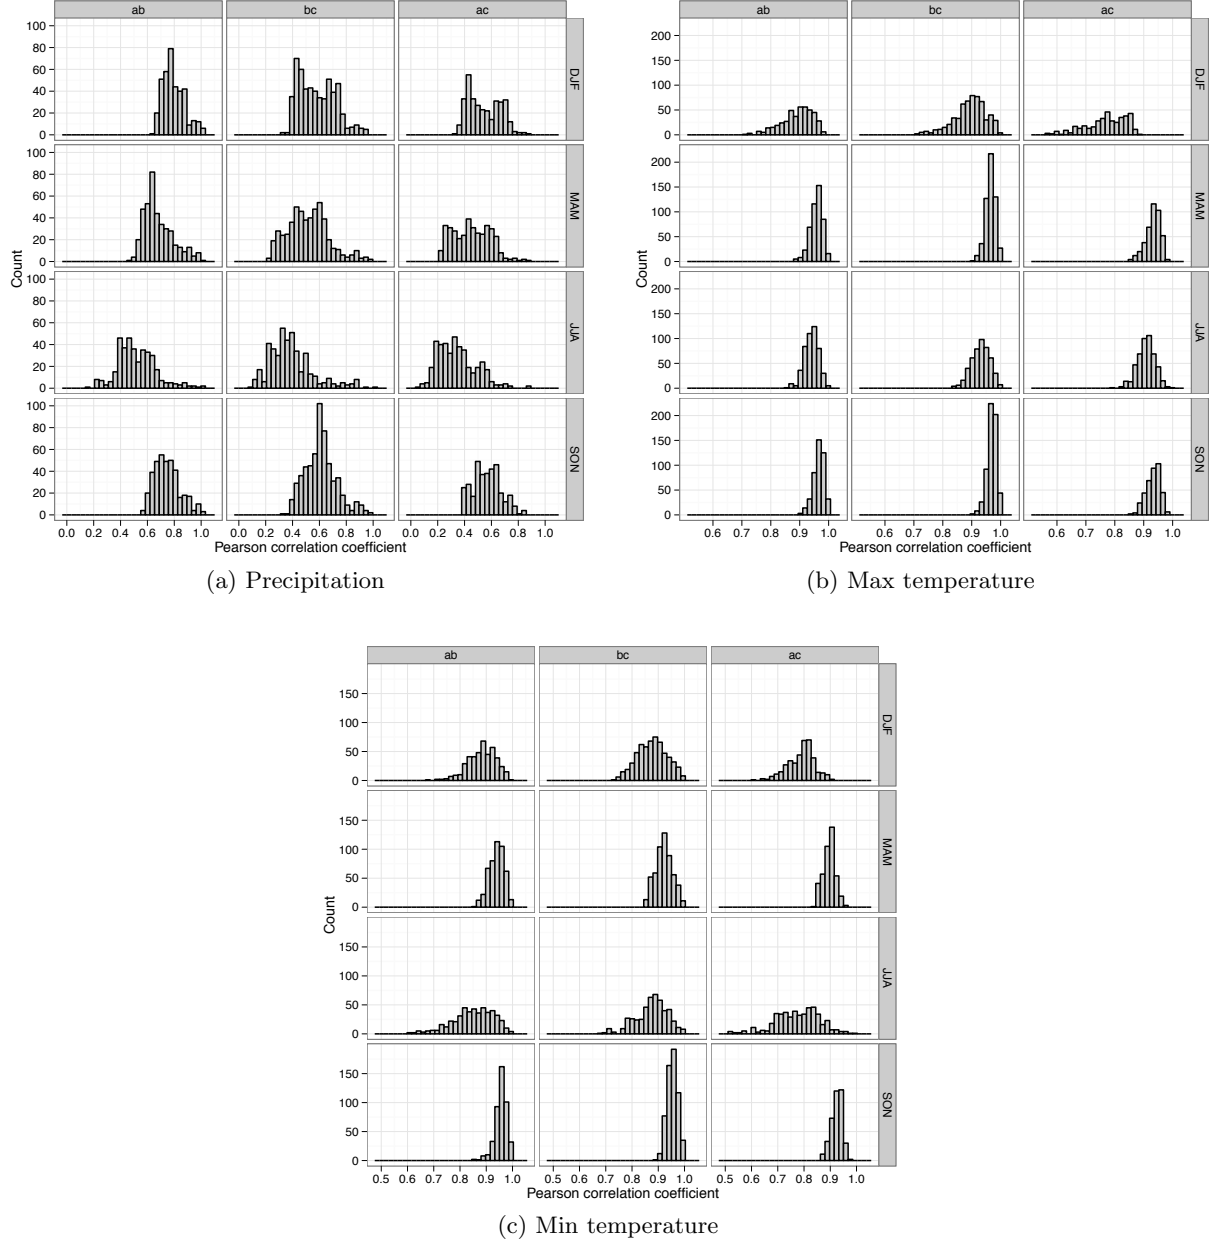 ab bc ac
100
80
60
40
20
0
DJF
100
80
60
40
20
0
MAM
100
80
60
40
20
0
JJA
100
80
60
40
20
0
SON
Count
0.0 0.2 0.4 0.6 0.8 1.0 0.0 0.2 0.4 0.6 0.8 1.0 0.0 0.2 0.4 0.6 0.8 1.0
Pearson correlation coefficient
(a) Precipitation
ab bc ac
200
150
100
50
0
DJF
200
150
100
50
0
MAM
200
150
100
50
0
JJA
200
150
100
50
0
SON
Count
0.6 0.7 0.8 0.9 1.0 0.6 0.7 0.8 0.9 1.0 0.6 0.7 0.8 0.9 1.0
Pearson correlation coefficient
(b) Max temperature
ab bc ac
150
100
50
0
DJF
150
100
50
0
MAM
150
100
50
0
JJA
150
100
50
0
SON
Count
0.5 0.6 0.7 0.8 0.9 1.0 0.5 0.6 0.7 0.8 0.9 1.0 0.5 0.6 0.7 0.8 0.9 1.0
Pearson correlation coefficient
(c) Min temperature